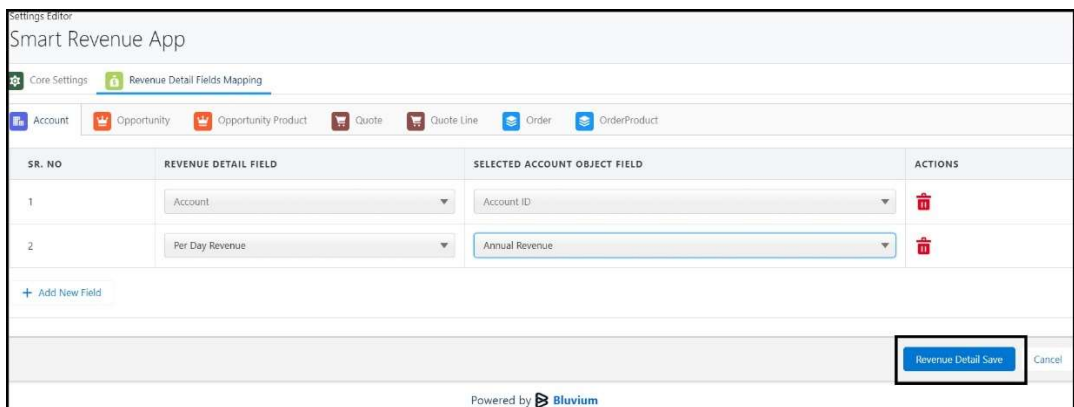 Settings Editor
Smart Revenue App
Core Settings Revenue Detail Fields Mapping
Account Opportunity Opportunity Product Quote Quote Line Order OrderProduct
SR. NO REVENUE DETAIL FIELD SELECTED ACCOUNT OBJECT FIELD ACTIONS
1 Account Account ID
2 Per Day Revenue Annual Revenue
+ Add New Field
Revenue Detail Save Cancel
Powered by Bluvium